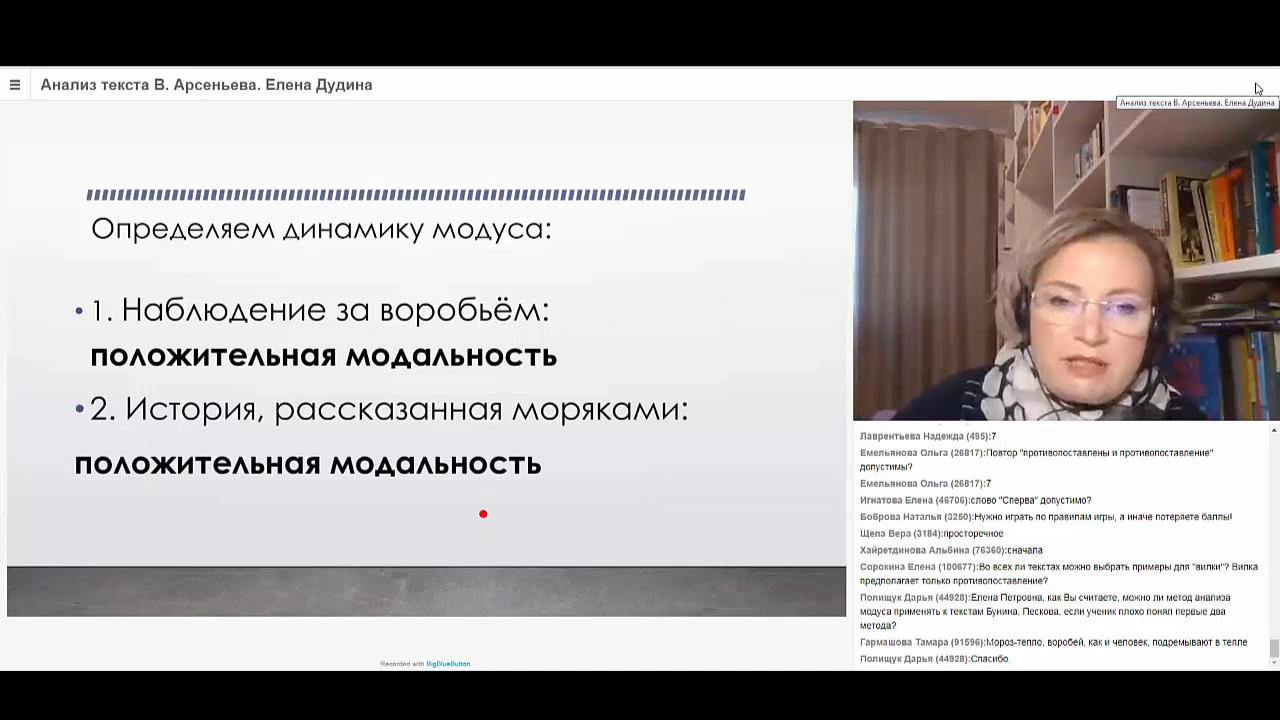 Анализ текста В. Арсеньева. Елена Дудина
Анализ текста В. Арсеньева. Елена Дудина
Определяем динамику модуса:
• 1. Наблюдение за воробьём:
положительная модальность
• 2. История, рассказанная моряками:
положительная модальность
Лаврентьева Надежда (495):7
Емельянова Ольга (26817):Повтор "противопоставлены и противопоставление"
допустимы?
Емельянова Ольга (26817):7
Игнатова Елена (46706):слово "Сперва" допустимо?
Боброва Наталья (3250):Нужно играть по правилам игры, а иначе потеряете баллы!
Щепа Вера (3184):просторечное
Хайретдинова Альбина (76360):сначала
Сорокина Елена (100677):Во всех ли текстах можно выбрать примеры для "вилки"? Вилка
предполагает только противопоставление?
Полищук Дарья (44928):Елена Петровна, как Вы считаете, можно ли метод анализа
модуса применять к текстам Бунина, Пескова, если ученик плохо понял первые два
метода?
Гармашова Тамара (91596):Мороз-тепло, воробей, как и человек, подремывают в тепле
Полищук Дарья (44928):Спасибо.
Recorded with BigBlueButton.